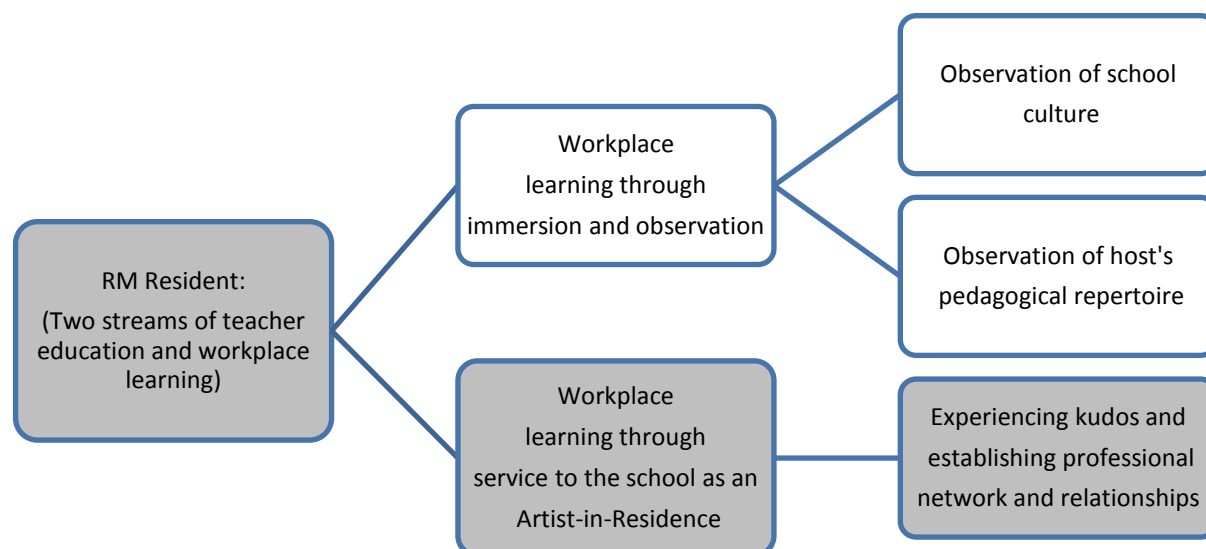 RM Resident:
(Two streams of teacher
education and workplace
learning)
Workplace
learning through
immersion and observation
Observation of school
culture
Observation of host's
pedagogical repertoire
Workplace
learning through
service to the school as an
Artist-in-Residence
Experiencing kudos and
establishing professional
network and relationships